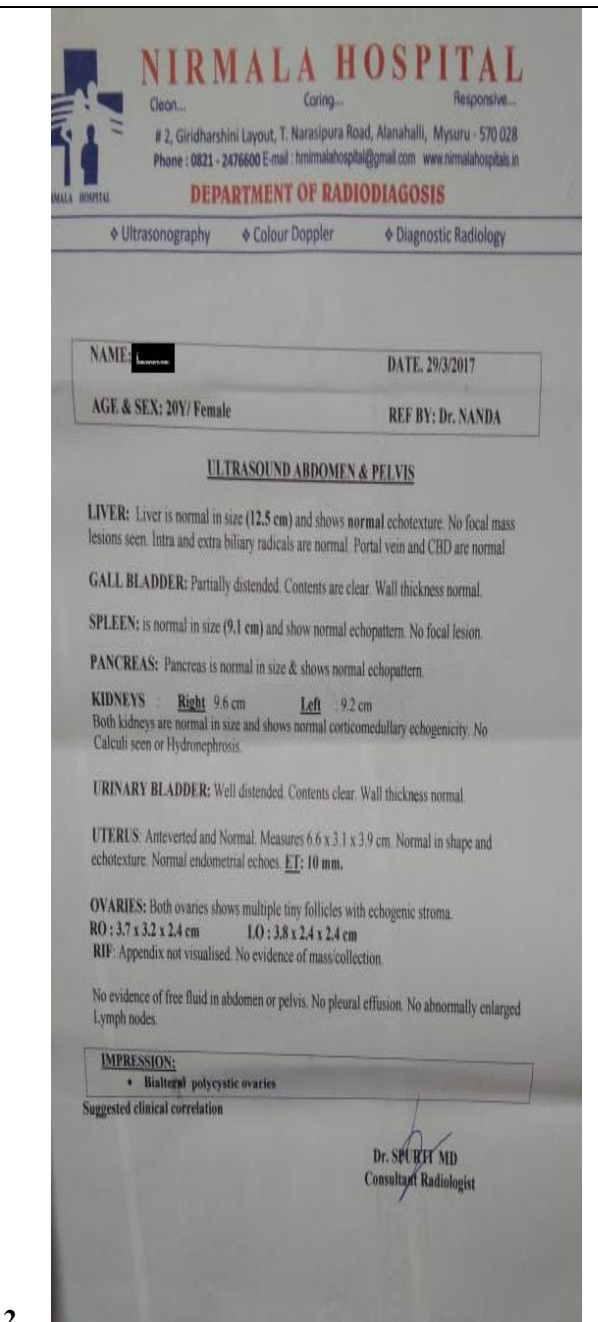 NIRMALA HOSPITAL
Clean... Caring... Responsive...
# 2, Giridharshini Layout, T. Narasipura Road, Alanahalli, Mysuru - 570 028
Phone : 0821 - 2476600 E-mail : hmirmalahospital@gmail.com www.nirmalahospitals.in
HOSPITAL
DEPARTMENT OF RADIODIAGOSIS
❖ Ultrasonography ❖ Colour Doppler ❖ Diagnostic Radiology
NAME:
DATE. 29/3/2017
AGE & SEX: 20Y/ Female
REF BY: Dr. NANDA
ULTRASOUND ABDOMEN & PELVIS
LIVER: Liver is normal in size (12.5 cm) and shows normal echotexture. No focal mass
lesions seen. Intra and extra biliary radicals are normal. Portal vein and CBD are normal
GALL BLADDER: Partially distended. Contents are clear. Wall thickness normal.
SPLEEN: is normal in size (9.1 cm) and show normal echopattern. No focal lesion.
PANCREAS: Pancreas is normal in size & shows normal echopattern.
KIDNEYS : Right 9.6 cm Left : 9.2 cm
Both kidneys are normal in size and shows normal corticomedullary echogenicity. No
Calculi seen or Hydronephrosis.
URINARY BLADDER: Well distended. Contents clear. Wall thickness normal.
UTERUS: Anteverted and Normal. Measures 6.6 x 3.1 x 3.9 cm. Normal in shape and
echotexture. Normal endometrial echoes. ET: 10 mm.
OVARIES: Both ovaries shows multiple tiny follicles with echogenic stroma.
RO : 3.7 x 3.2 x 2.4 cm LO : 3.8 x 2.4 x 2.4 cm
RIF: Appendix not visualised. No evidence of mass/collection.
No evidence of free fluid in abdomen or pelvis. No pleural effusion. No abnormally enlarged
Lymph nodes.
IMPRESSION:
• Bialteral polycystic ovaries
Suggested clinical correlation
Dr. SPURTI MD
Consultant Radiologist
2